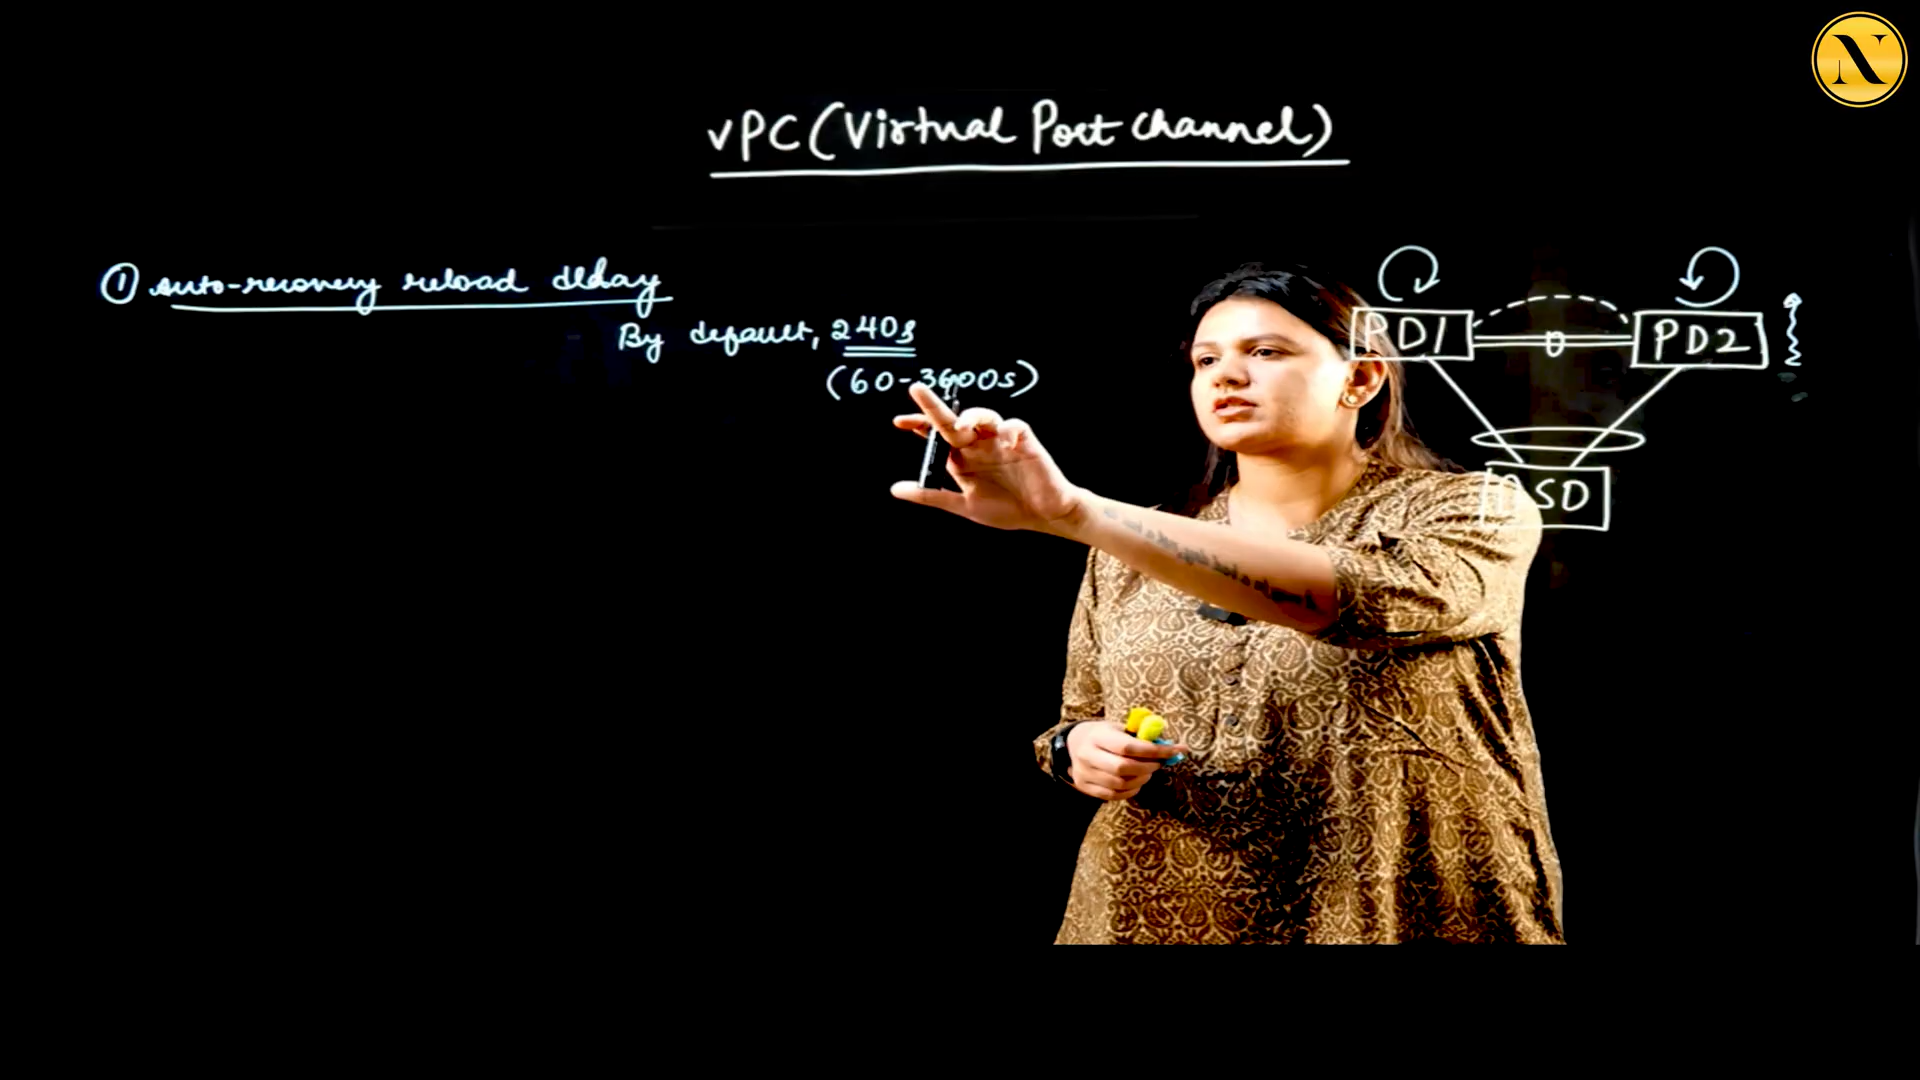 N
vPC (Virtual Port channel)
① Auto-recovery reload delay
By default, 240s
(60-3600s)
PD1
PD2
SD